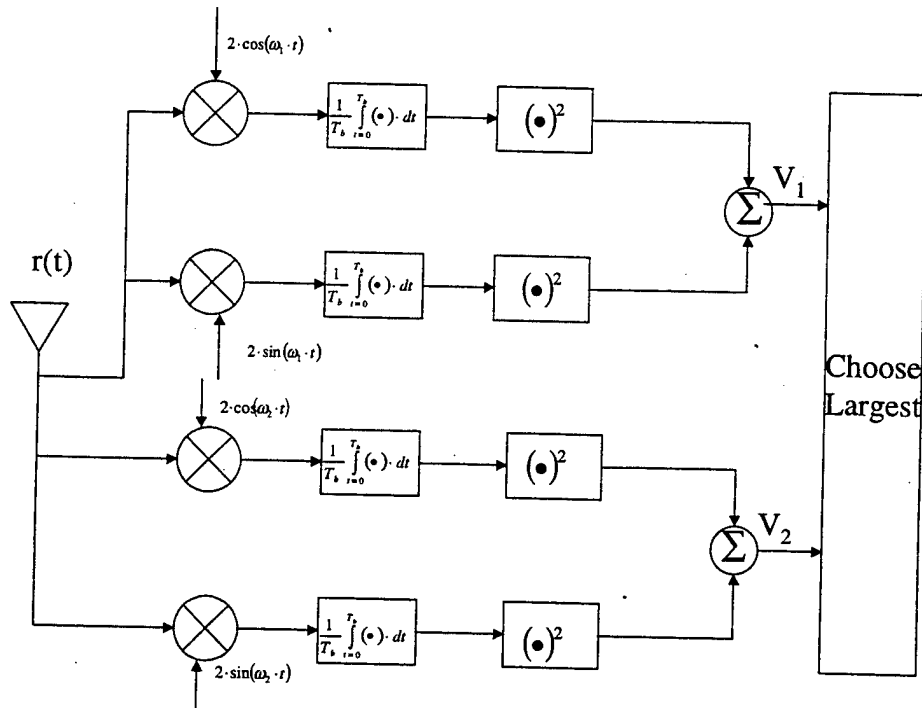 2·cos(ω₁·t)
1/T_b ∫_{t=0}^{T_b} (•)·dt
(•)²
V₁
Σ
r(t)
1/T_b ∫_{t=0}^{T_b} (•)·dt
(•)²
2·sin(ω₁·t)
Choose
Largest
2·cos(ω₂·t)
1/T_b ∫_{t=0}^{T_b} (•)·dt
(•)²
V₂
Σ
1/T_b ∫_{t=0}^{T_b} (•)·dt
(•)²
2·sin(ω₂·t)